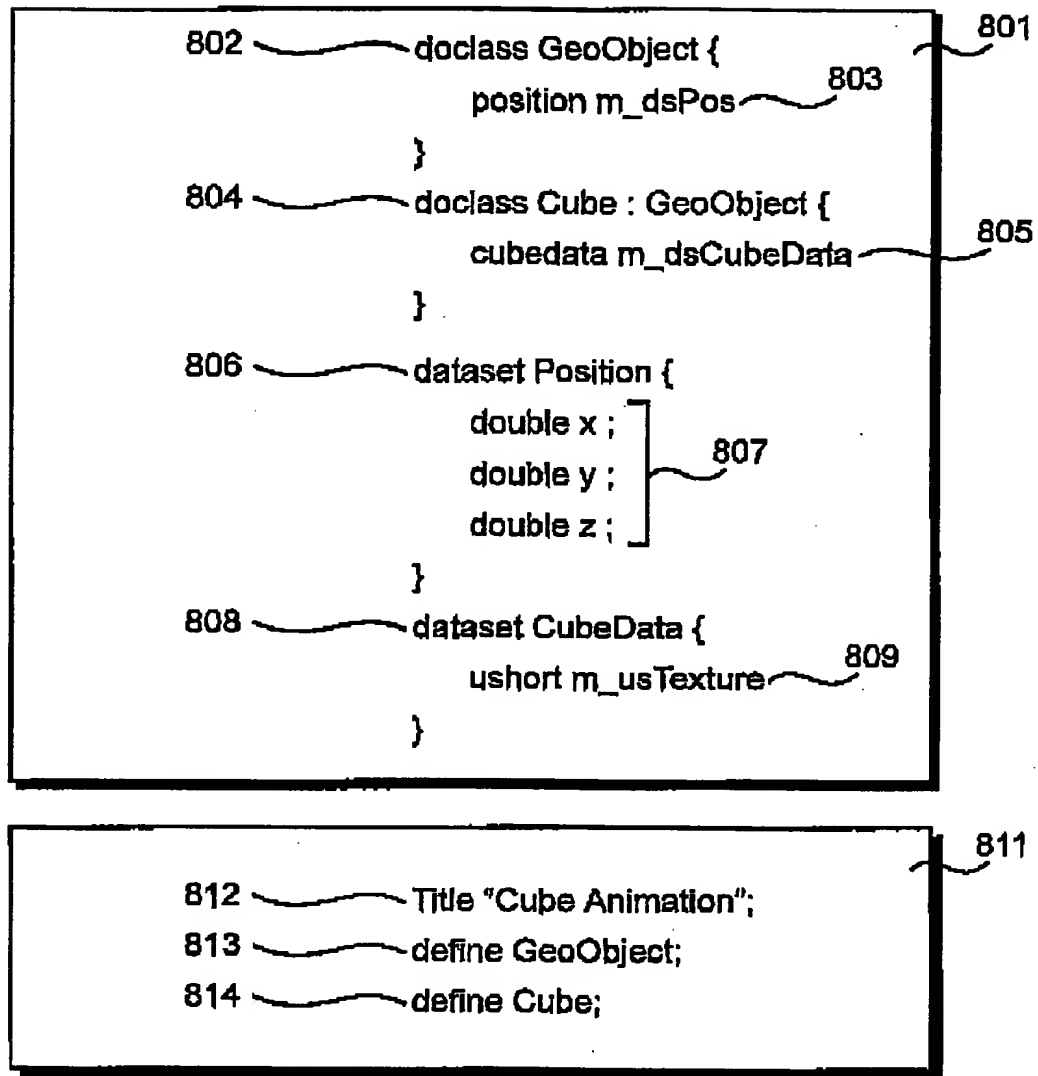 802 doclass GeoObject { 801
position m_dsPos 803
}
804 doclass Cube : GeoObject {
cubedata m_dsCubeData 805
}
806 dataset Position {
double x ;
double y ; 807
double z ;
}
808 dataset CubeData {
ushort m_usTexture 809
}
811
812 Title "Cube Animation";
813 define GeoObject;
814 define Cube;